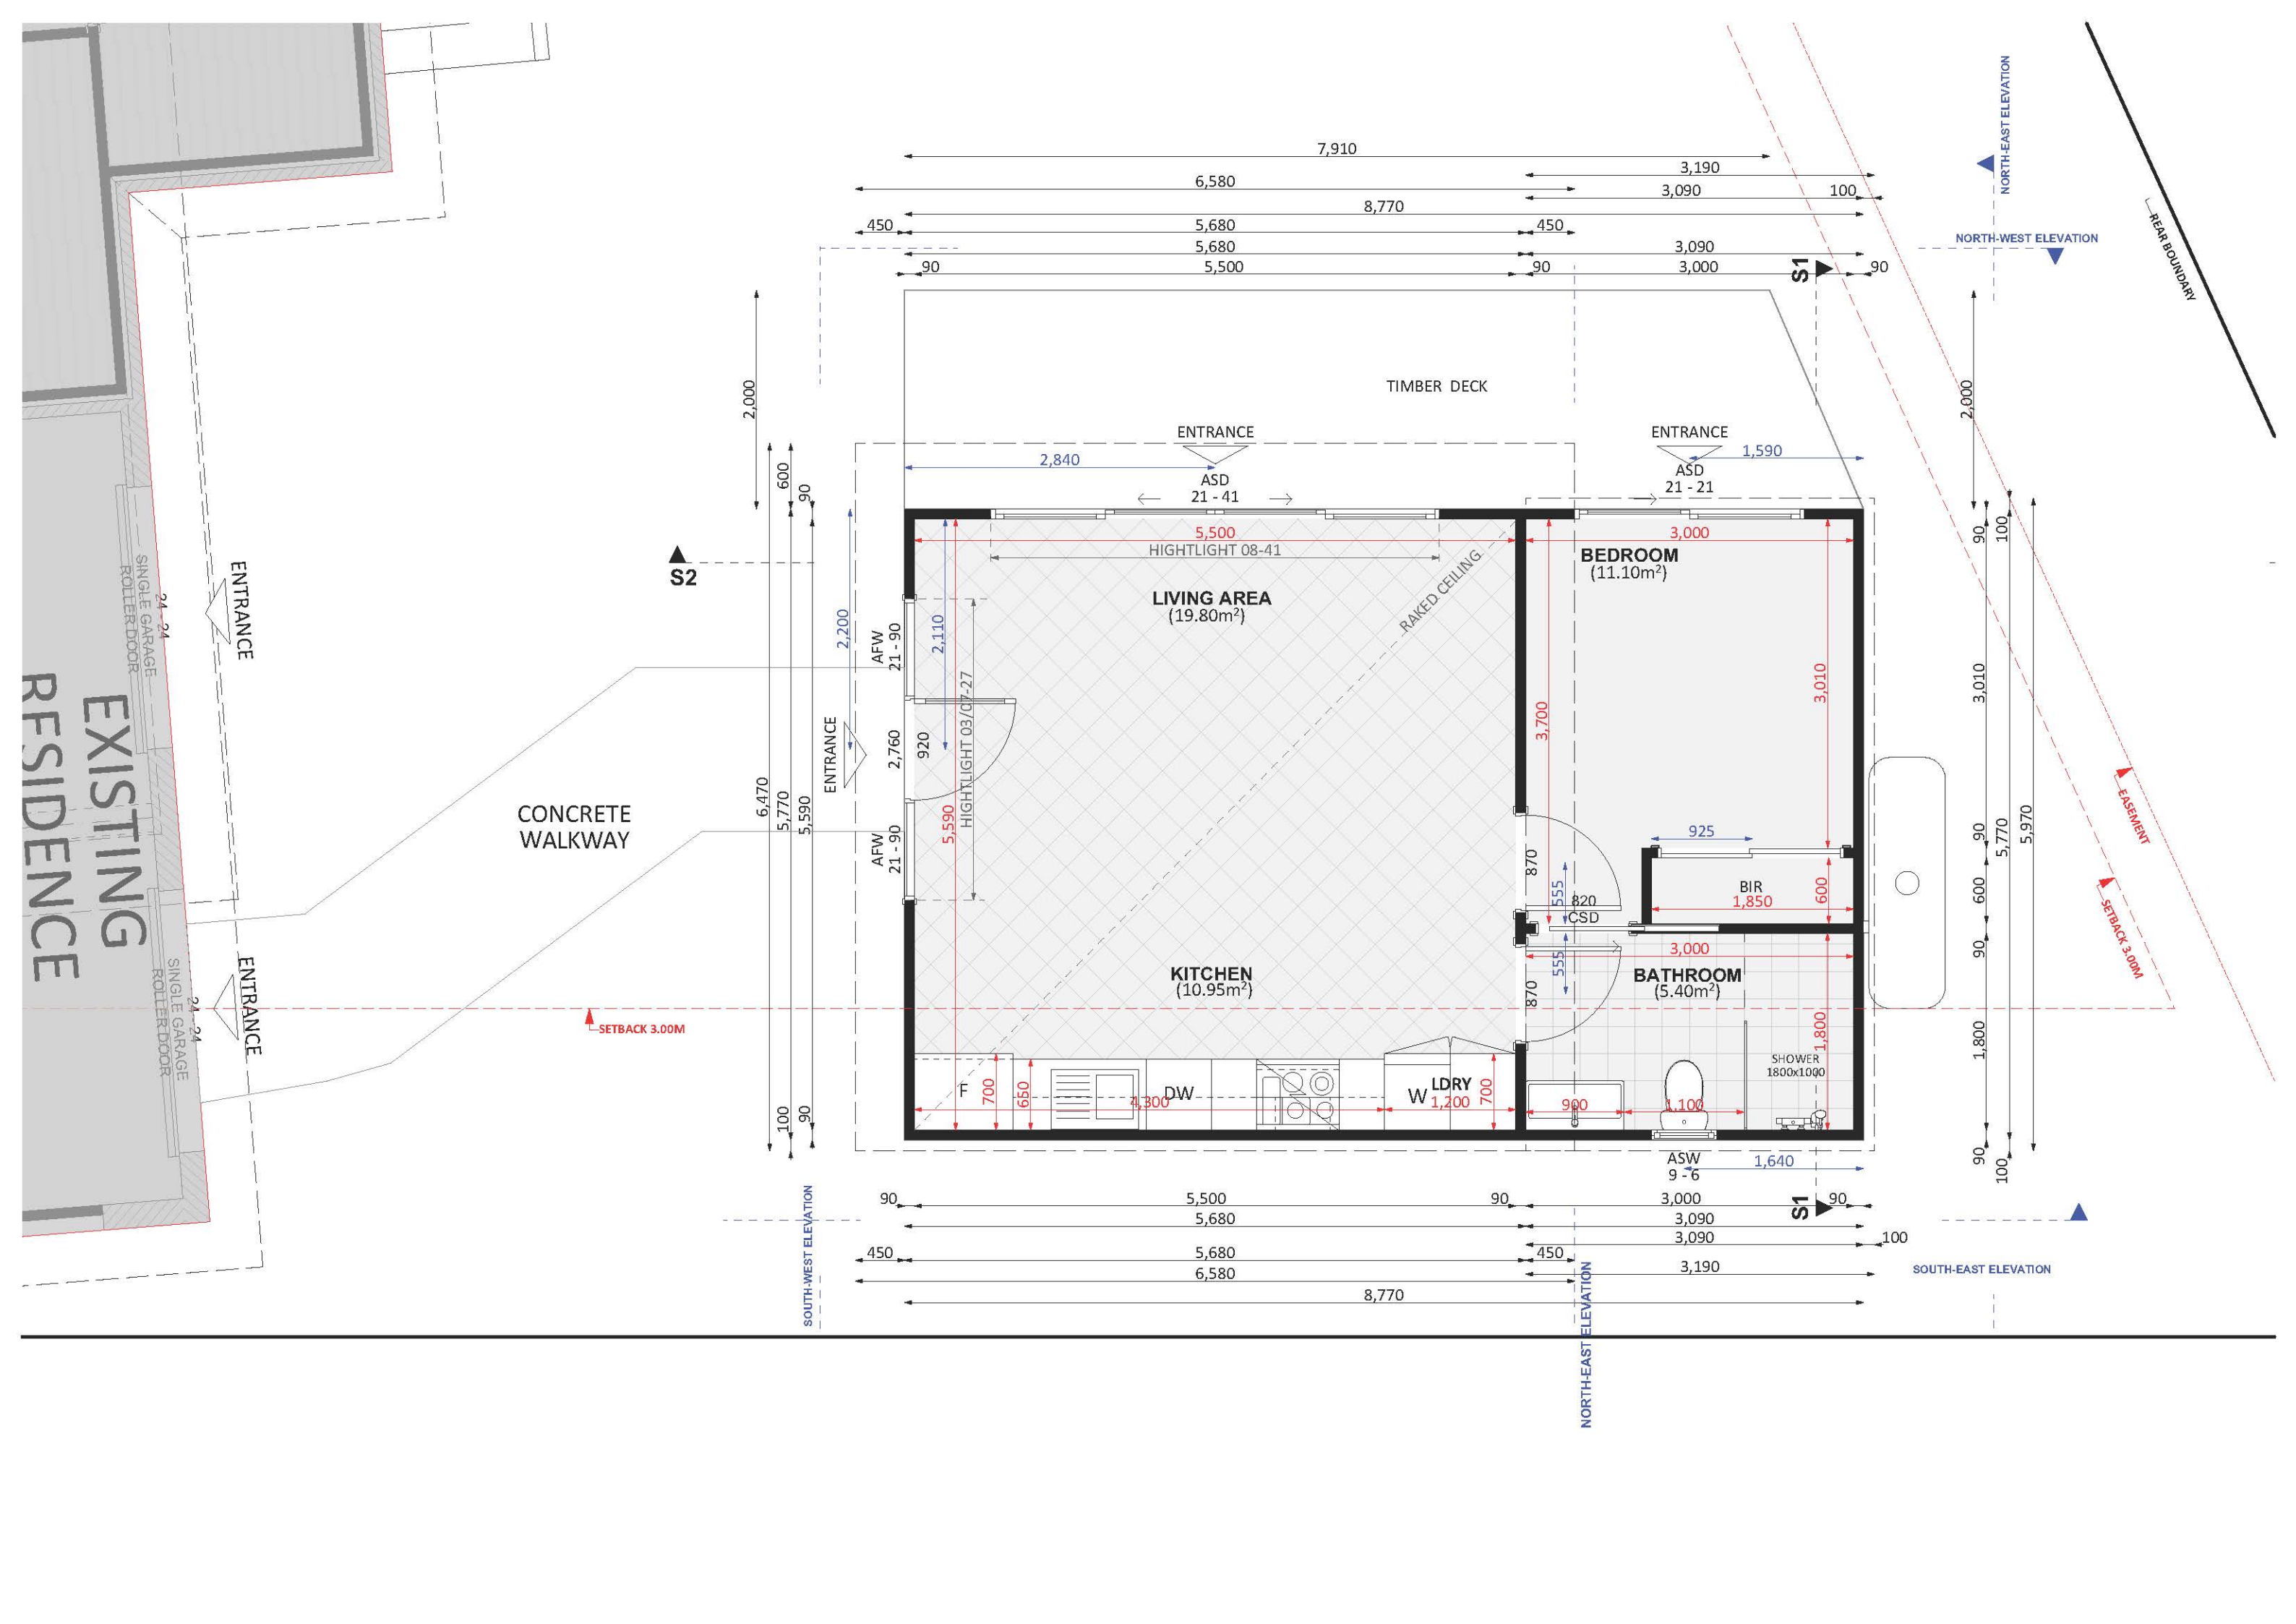 7,910
3,190
6,580
3,090
100
8,770
450
5,680
450
5,680
3,090
90
5,500
90
3,000
90
S1
NORTH-EAST ELEVATION
NORTH-WEST ELEVATION
REAR BOUNDARY
2,000
2,000
TIMBER DECK
ENTRANCE
ENTRANCE
2,840
1,590
ASD
21 - 41
ASD
21 - 21
600
90
90
100
5,500
HIGHTLIGHT 08-41
3,000
BEDROOM
(11.10m²)
RAKED CEILING
LIVING AREA
(19.80m²)
S2
2,200
AFW
21 - 90
2,110
ENTRANCE
SINGLE GARAGE
ROLLER DOOR
24 - 24
EXISTING
RESIDENCE
ENTRANCE
2,760
920
HIGHTLIGHT 03/07-27
3,700
3,010
3,010
6,470
5,770
5,590
5,590
AFW
21 - 90
CONCRETE
WALKWAY
870
555
820
CSD
925
BIR
1,850
600
90
600
5,770
5,970
EASEMENT
SETBACK 3.00M
ENTRANCE
SINGLE GARAGE
ROLLER DOOR
24 - 24
SETBACK 3.00M
KITCHEN
(10.95m²)
555
870
3,000
BATHROOM
(5.40m²)
90
1,800
1,800
SHOWER
1800x1000
F
700
650
4,300
DW
W
LDRY
1,200
700
900
1,100
100
90
90
100
ASW
9 - 6
1,640
90
5,500
90
3,000
90
S1
5,680
3,090
3,090
100
450
5,680
450
6,580
3,190
8,770
SOUTH-WEST ELEVATION
NORTH-EAST ELEVATION
SOUTH-EAST ELEVATION